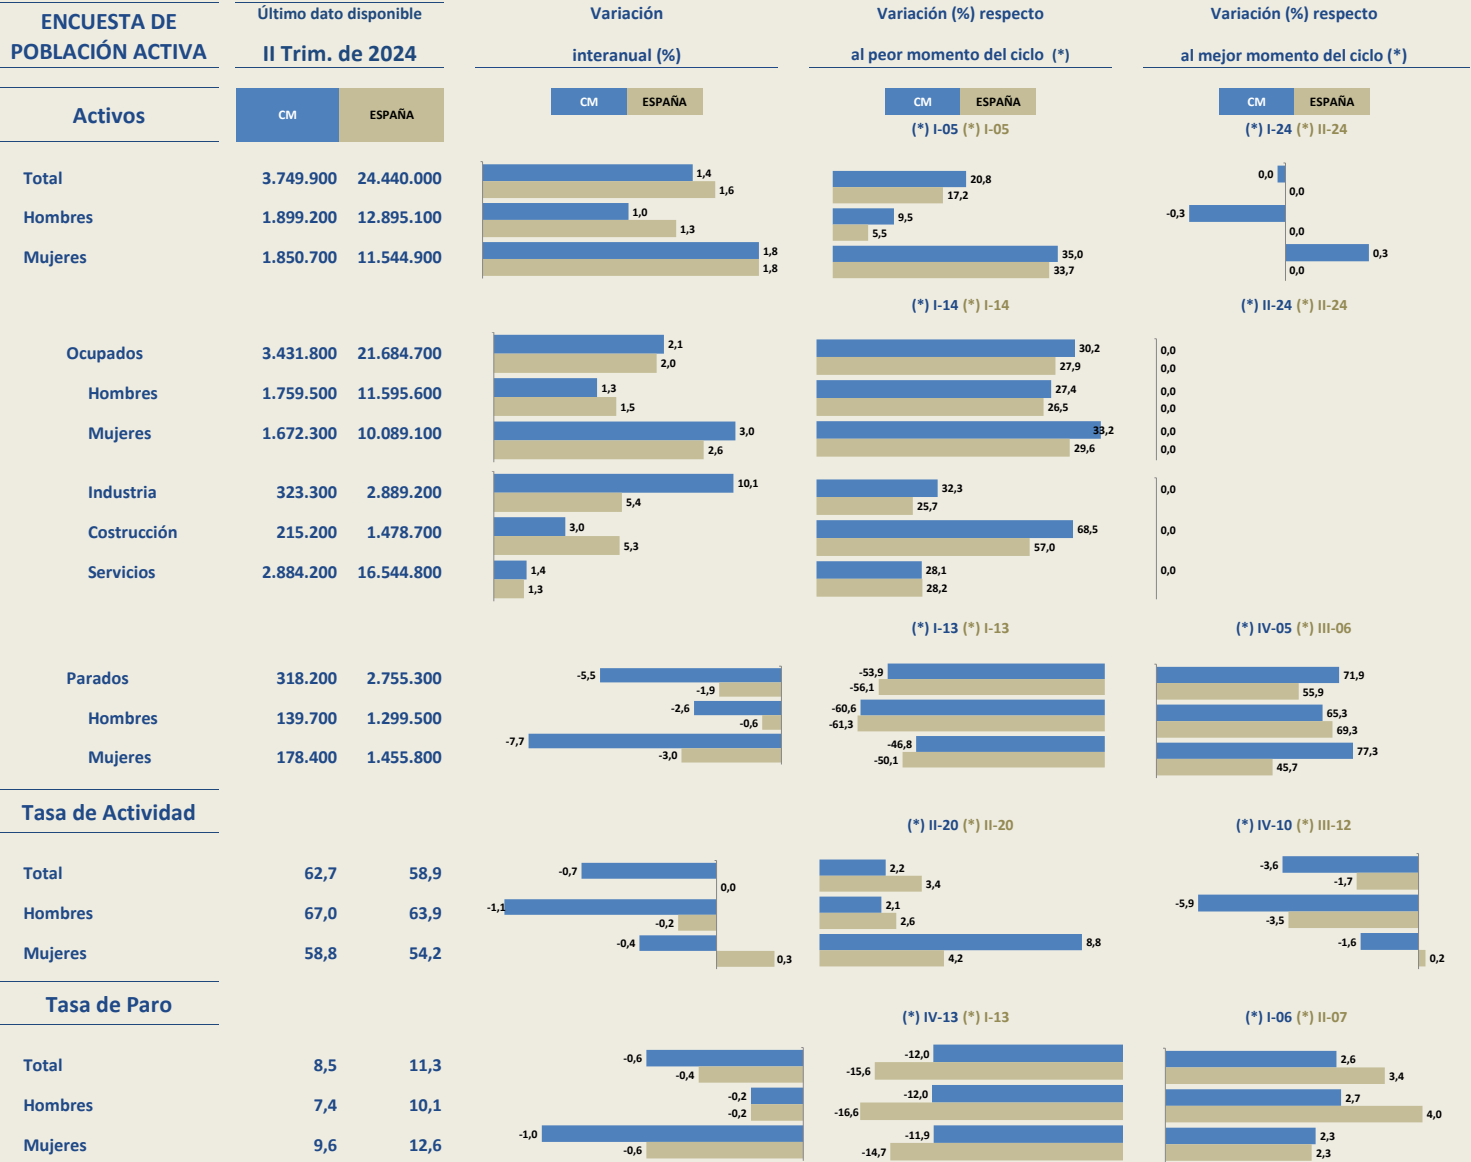 ENCUESTA DE POBLACIÓN ACTIVA
Último dato disponible
II Trim. de 2024
Variación
interanual (%)
Variación (%) respecto
al peor momento del ciclo (*)
Variación (%) respecto
al mejor momento del ciclo (*)
Activos CM ESPAÑA CM ESPAÑA CM ESPAÑA CM ESPAÑA
(*) I-05 (*) I-05 (*) I-24 (*) II-24
Total 3.749.900 24.440.000 1,4 1,6 20,8 17,2 0,0 0,0
Hombres 1.899.200 12.895.100 1,0 1,3 9,5 5,5 -0,3 0,0
Mujeres 1.850.700 11.544.900 1,8 1,8 35,0 33,7 0,3 0,0
(*) I-14 (*) I-14 (*) II-24 (*) II-24
Ocupados 3.431.800 21.684.700 2,1 2,0 30,2 27,9 0,0 0,0
Hombres 1.759.500 11.595.600 1,3 1,5 27,4 26,5 0,0 0,0
Mujeres 1.672.300 10.089.100 3,0 2,6 33,2 29,6 0,0 0,0
Industria 323.300 2.889.200 10,1 5,4 32,3 25,7 0,0
Costrucción 215.200 1.478.700 3,0 5,3 68,5 57,0 0,0
Servicios 2.884.200 16.544.800 1,4 1,3 28,1 28,2 0,0
(*) I-13 (*) I-13 (*) IV-05 (*) III-06
Parados 318.200 2.755.300 -5,5 -1,9 -53,9 -56,1 71,9 55,9
Hombres 139.700 1.299.500 -2,6 -0,6 -60,6 -61,3 65,3 69,3
Mujeres 178.400 1.455.800 -7,7 -3,0 -46,8 -50,1 77,3 45,7
Tasa de Actividad
(*) II-20 (*) II-20 (*) IV-10 (*) III-12
Total 62,7 58,9 -0,7 0,0 2,2 3,4 -3,6 -1,7
Hombres 67,0 63,9 -1,1 -0,2 2,1 2,6 -5,9 -3,5
Mujeres 58,8 54,2 -0,4 0,3 8,8 4,2 -1,6 0,2
Tasa de Paro
(*) IV-13 (*) I-13 (*) I-06 (*) II-07
Total 8,5 11,3 -0,6 -0,4 -12,0 -15,6 2,6 3,4
Hombres 7,4 10,1 -0,2 -0,2 -12,0 -16,6 2,7 4,0
Mujeres 9,6 12,6 -1,0 -0,6 -11,9 -14,7 2,3 2,3